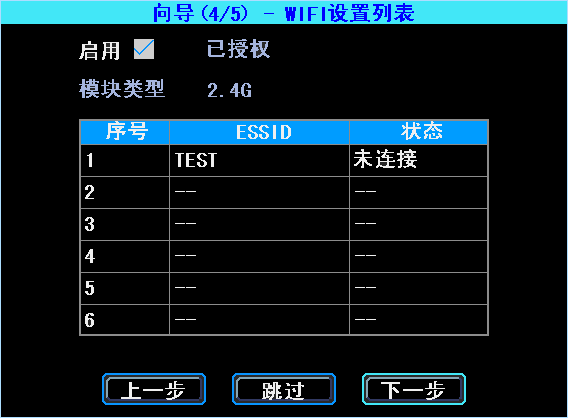 向导(4/5) - WIFI设置列表
启用 已授权
模块类型 2.4G
序号 ESSID 状态
1 TEST 未连接
2 -- --
3 -- --
4 -- --
5 -- --
6 -- --
上一步 跳过 下一步